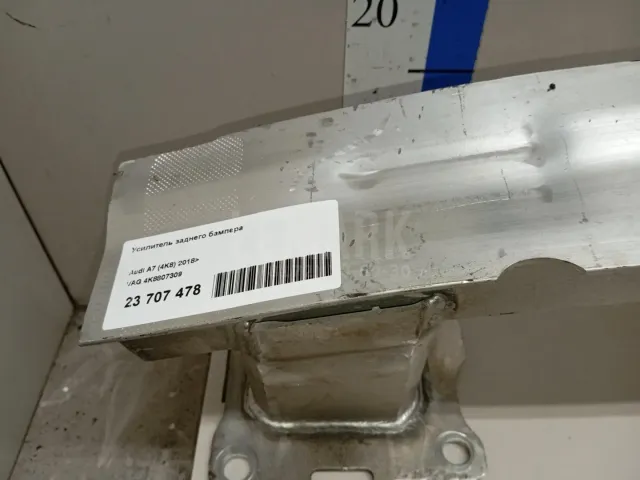 20
Усилитель заднего бампера
Audi A7 (4K8) 2018>
VAG 4K8807309
23 707 478